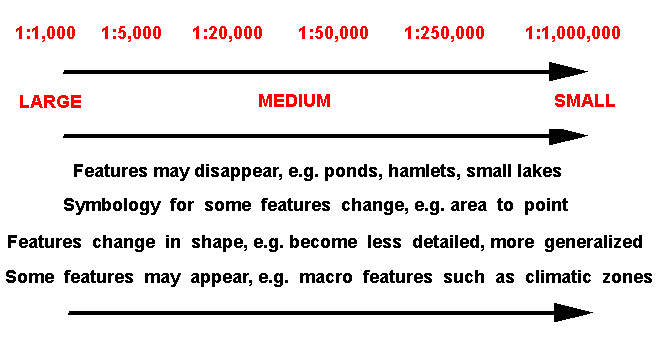 1:1,000 1:5,000 1:20,000 1:50,000 1:250,000 1:1,000,000
LARGE MEDIUM SMALL
Features may disappear, e.g. ponds, hamlets, small lakes
Symbology for some features change, e.g. area to point
Features change in shape, e.g. become less detailed, more generalized
Some features may appear, e.g. macro features such as climatic zones